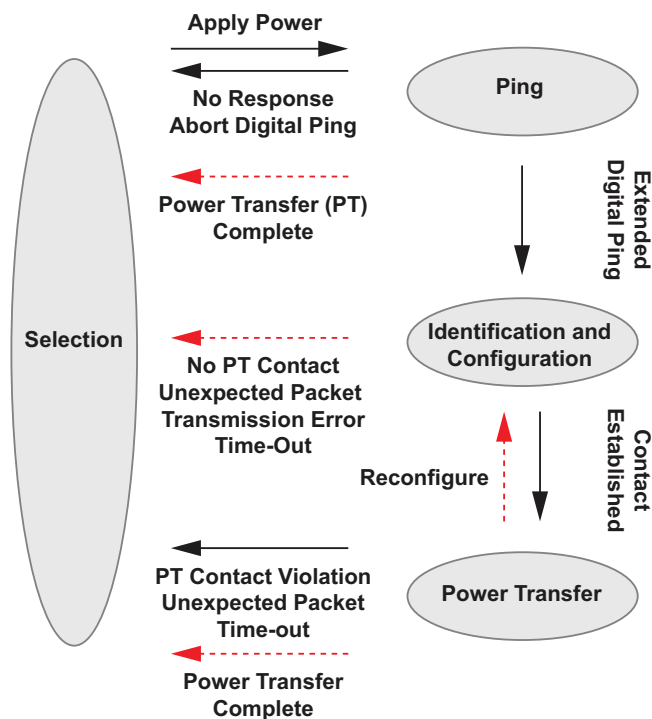 Apply Power
No Response
Abort Digital Ping
Ping
Power Transfer (PT)
Complete
Extended
Digital Ping
Selection
Identification and
Configuration
No PT Contact
Unexpected Packet
Transmission Error
Time-Out
Reconfigure
Contact
Established
PT Contact Violation
Unexpected Packet
Time-out
Power Transfer
Power Transfer
Complete